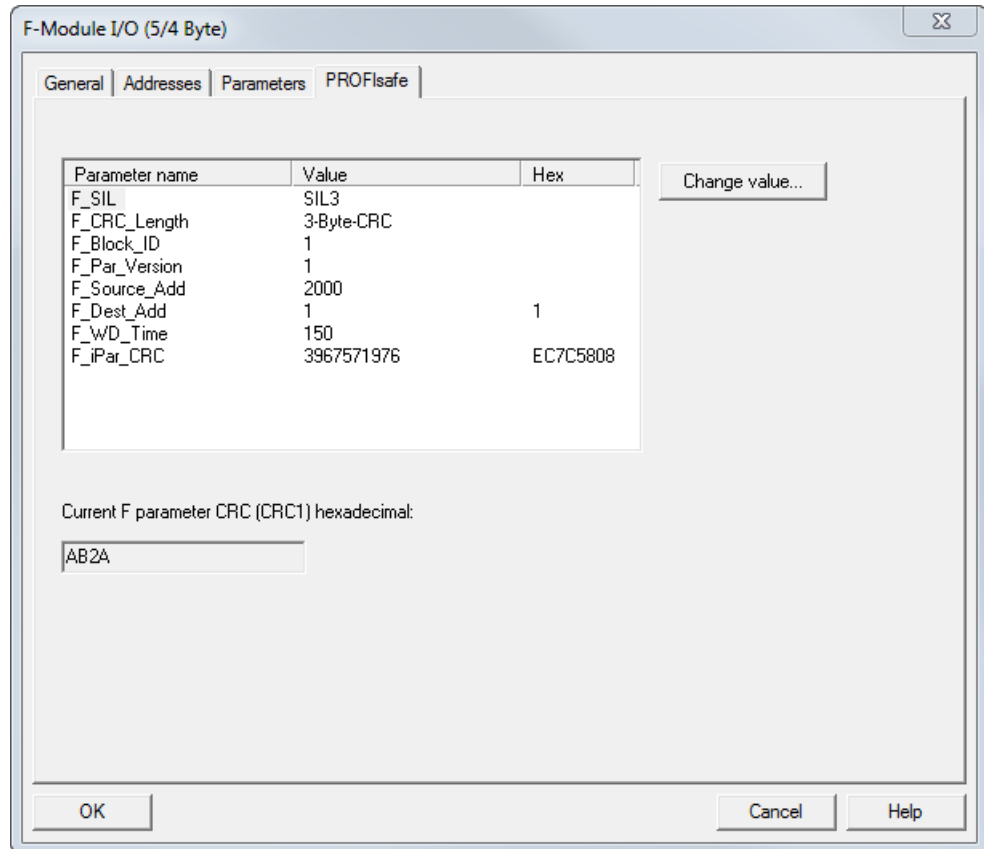 F-Module I/O (5/4 Byte)
General Addresses Parameters PROFIsafe
Parameter name Value Hex
F_SIL SIL3
F_CRC_Length 3-Byte-CRC
F_Block_ID 1
F_Par_Version 1
F_Source_Add 2000
F_Dest_Add 1 1
F_WD_Time 150
F_iPar_CRC 3967571976 EC7C5808
Change value...
Current F parameter CRC (CRC1) hexadecimal:
AB2A
OK Cancel Help